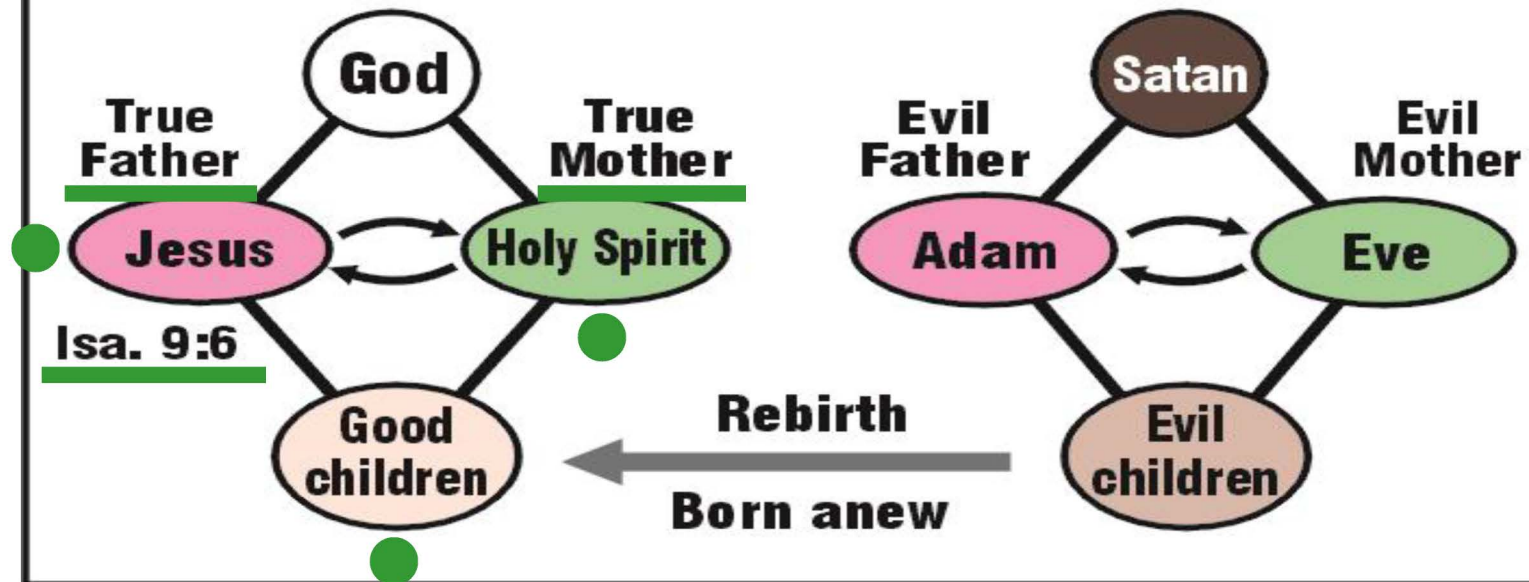 God
True
Father
True
Mother
Jesus
Holy Spirit
Isa. 9:6
Good
children
Satan
Evil
Father
Evil
Mother
Adam
Eve
Evil
children
Rebirth
Born anew